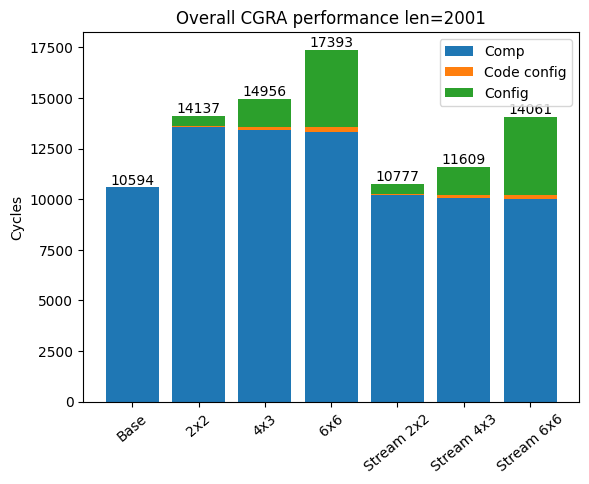 Overall CGRA performance len=2001
Cycles
17500
15000
12500
10000
7500
5000
2500
0
10594
14137
14956
17393
10777
11609
14061
Comp
Code config
Config
Base
2x2
4x3
6x6
Stream 2x2
Stream 4x3
Stream 6x6